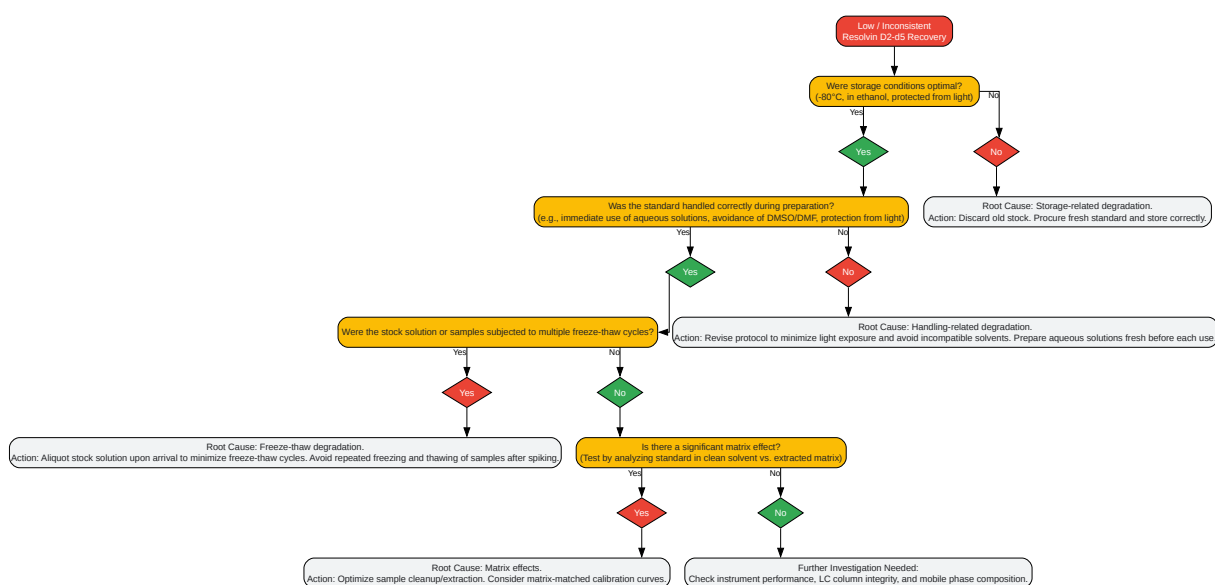 Low / Inconsistent
Resolvin D2-d5 Recovery
Were storage conditions optimal?
(-80°C, in ethanol, protected from light)
Yes
No
Yes
No
Was the standard handled correctly during preparation?
(e.g., immediate use of aqueous solutions, avoidance of DMSO/DMF, protection from light)
Root Cause: Storage-related degradation.
Action: Discard old stock. Procure fresh standard and store correctly.
Yes
No
Yes
No
Were the stock solution or samples subjected to multiple freeze-thaw cycles?
Root Cause: Handling-related degradation.
Action: Revise protocol to minimize light exposure and avoid incompatible solvents. Prepare aqueous solutions fresh before each use.
Yes
No
Yes
No
Root Cause: Freeze-thaw degradation.
Action: Aliquot stock solution upon arrival to minimize freeze-thaw cycles. Avoid repeated freezing and thawing of samples after spiking.
Is there a significant matrix effect?
(Test by analyzing standard in clean solvent vs. extracted matrix)
Yes
No
Yes
No
Root Cause: Matrix effects.
Action: Optimize sample cleanup/extraction. Consider matrix-matched calibration curves.
Further Investigation Needed:
Check instrument performance, LC column integrity, and mobile phase composition.